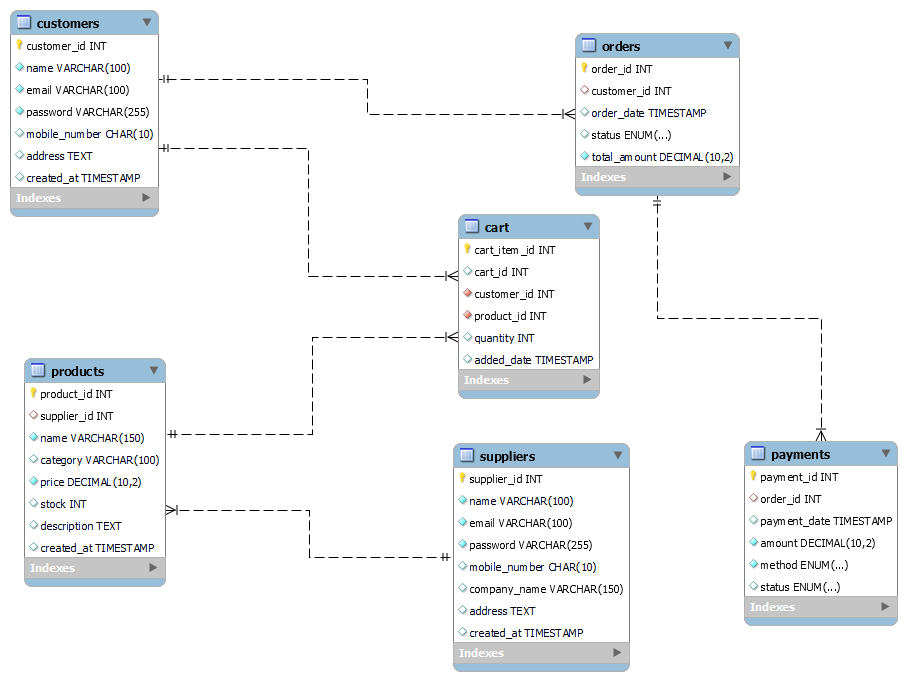 customers
customer_id INT
name VARCHAR(100)
email VARCHAR(100)
password VARCHAR(255)
mobile_number CHAR(10)
address TEXT
created_at TIMESTAMP
Indexes
orders
order_id INT
customer_id INT
order_date TIMESTAMP
status ENUM(...)
total_amount DECIMAL(10,2)
Indexes
cart
cart_item_id INT
cart_id INT
customer_id INT
product_id INT
quantity INT
added_date TIMESTAMP
Indexes
products
product_id INT
supplier_id INT
name VARCHAR(150)
category VARCHAR(100)
price DECIMAL(10,2)
stock INT
description TEXT
created_at TIMESTAMP
Indexes
suppliers
supplier_id INT
name VARCHAR(100)
email VARCHAR(100)
password VARCHAR(255)
mobile_number CHAR(10)
company_name VARCHAR(150)
address TEXT
created_at TIMESTAMP
Indexes
payments
payment_id INT
order_id INT
payment_date TIMESTAMP
amount DECIMAL(10,2)
method ENUM(...)
status ENUM(...)
Indexes